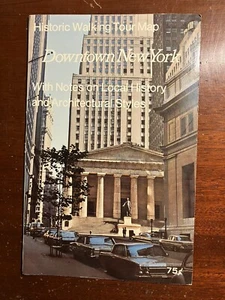 Historic Walking Tour Map
Downtown New York
With Notes on Local History
and Architectural Styles
75¢